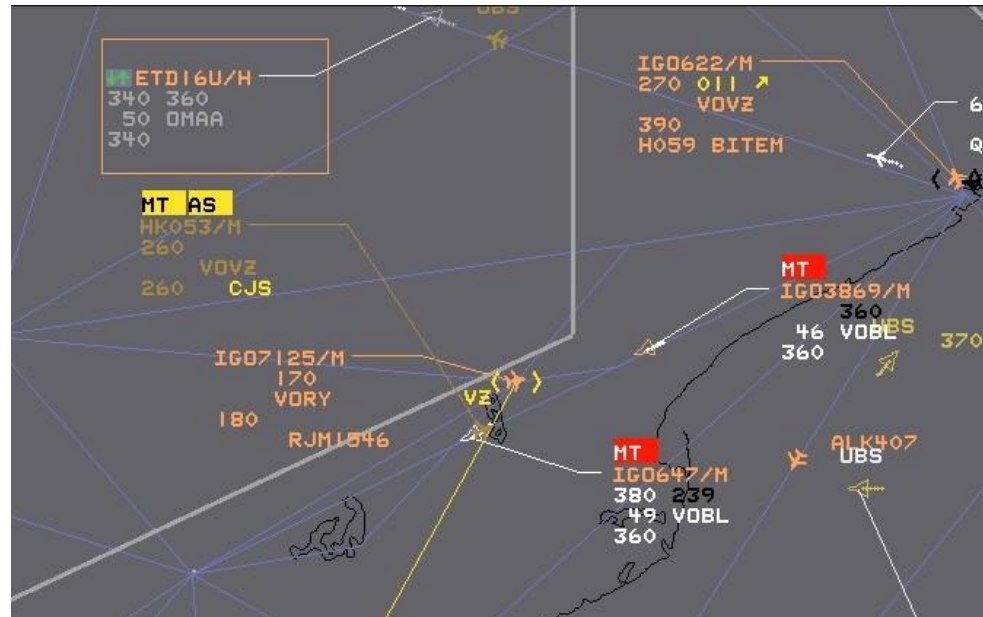 UBS
ETD16U/H
340 360
50 OMAA
340
IGO622/M
270 011 ↗
VOVZ
390
H059 BITEM
6
Q
MT AS
HK053/M
260
VOVZ
260 CJS
MT
IGO3869/M
360
46 VOBL
360
UBS
370
IGO7125/M
170
VORY
180
RJM1546
VZ
MT
IGO647/M
380 239
49 VOBL
360
ALK407
UBS